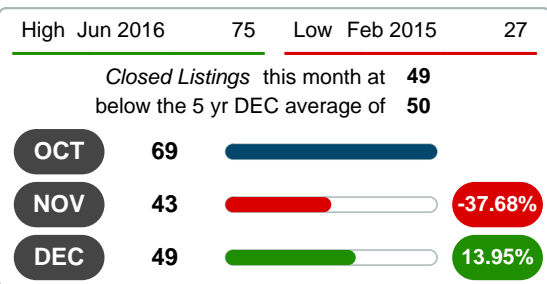 High Jun 2016 75 Low Feb 2015 27
Closed Listings this month at 49
below the 5 yr DEC average of 50
OCT 69
NOV 43 -37.68%
DEC 49 13.95%